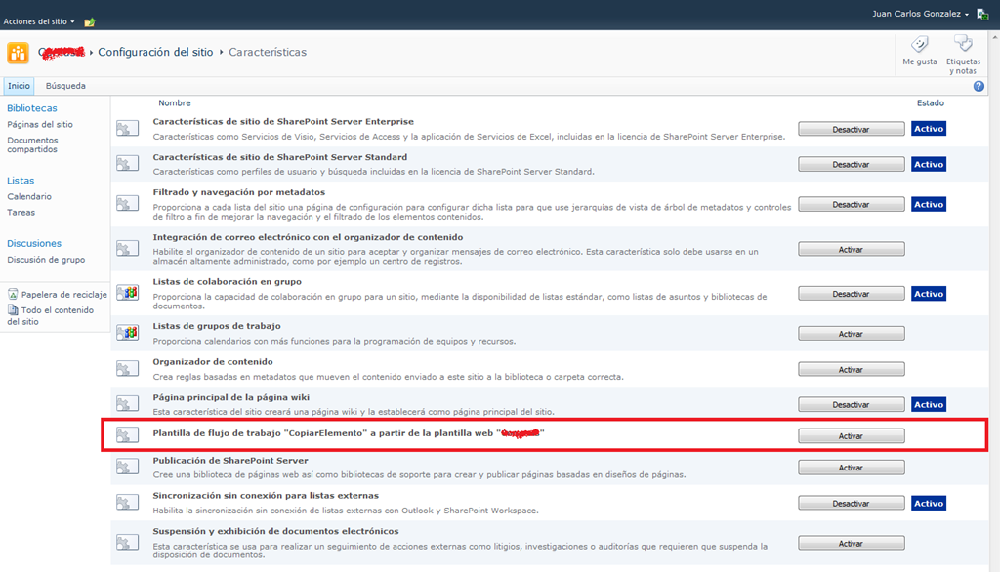 Acciones del sitio
Juan Carlos Gonzalez
Configuración del sitio
Características
Me gusta
Etiquetas
y notas
Inicio
Búsqueda
Bibliotecas
Páginas del sitio
Documentos
compartidos
Listas
Calendario
Tareas
Discusiones
Discusión de grupo
Papelera de reciclaje
Todo el contenido
del sitio
Nombre
Estado
Características de sitio de SharePoint Server Enterprise
Características como Servicios de Visio, Servicios de Access y la aplicación de Servicios de Excel, incluidas en la licencia de SharePoint Server Enterprise.
Desactivar
Activo
Características de sitio de SharePoint Server Standard
Características como perfiles de usuario y búsqueda incluidas en la licencia de SharePoint Server Standard.
Desactivar
Activo
Filtrado y navegación por metadatos
Proporciona a cada lista del sitio una página de configuración para configurar dicha lista para que use jerarquías de vista de árbol de metadatos y controles
de filtro a fin de mejorar la navegación y el filtrado de los elementos contenidos.
Desactivar
Activo
Integración de correo electrónico con el organizador de contenido
Habilite el organizador de contenido de un sitio para aceptar y organizar mensajes de correo electrónico. Esta característica solo debe usarse en un
almacén altamente administrado, como por ejemplo un centro de registros.
Activar
Listas de colaboración en grupo
Proporciona la capacidad de colaboración en grupo para un sitio, mediante la disponibilidad de listas estándar, como listas de asuntos y bibliotecas de
documentos.
Desactivar
Activo
Listas de grupos de trabajo
Proporciona calendarios con más funciones para la programación de equipos y recursos.
Activar
Organizador de contenido
Crea reglas basadas en metadatos que mueven el contenido enviado a este sitio a la biblioteca o carpeta correcta.
Activar
Página principal de la página wiki
Esta característica del sitio creará una página wiki y la establecerá como página principal del sitio.
Desactivar
Activo
Plantilla de flujo de trabajo "CopiarElemento" a partir de la plantilla web " "
Activar
Publicación de SharePoint Server
Cree una biblioteca de páginas web así como bibliotecas de soporte para crear y publicar páginas basadas en diseños de páginas.
Activar
Sincronización sin conexión para listas externas
Habilita la sincronización sin conexión de listas externas con Outlook y SharePoint Workspace.
Desactivar
Activo
Suspensión y exhibición de documentos electrónicos
Esta característica se usa para realizar un seguimiento de acciones externas como litigios, investigaciones o auditorías que requieren que suspenda la
disposición de documentos.
Activar